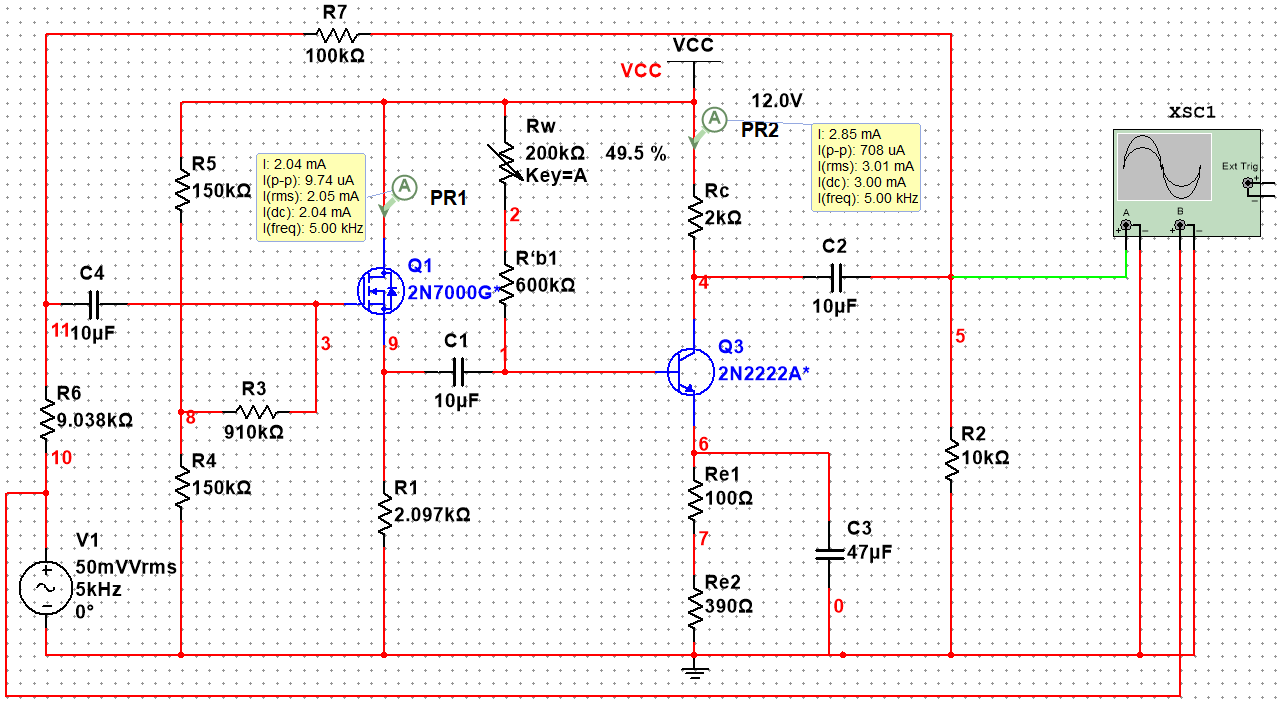 R7
100kΩ
VCC
VCC
12.0V
PR2
I: 2.85 mA
I(p-p): 708 uA
I(rms): 3.01 mA
I(dc): 3.00 mA
I(freq): 5.00 kHz
A
XSC1
Ext Trig
+
−
A
B
+
−
+
−
R5
150kΩ
I: 2.04 mA
I(p-p): 9.74 uA
I(rms): 2.05 mA
I(dc): 2.04 mA
I(freq): 5.00 kHz
A
PR1
Rw
200kΩ 49.5 %
Key=A
2
Rc
2kΩ
C4
10µF
11
Q1
2N7000G*
R‘b1
600kΩ
4
C2
10µF
3
9
C1
10µF
1
Q3
2N2222A*
5
R6
9.038kΩ
10
8
R3
910kΩ
R4
150kΩ
R1
2.097kΩ
6
Re1
100Ω
7
Re2
390Ω
C3
47µF
0
R2
10kΩ
V1
50mVVrms
5kHz
0°
+
−